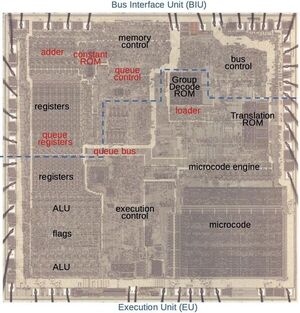 Bus Interface Unit (BIU)
adder
constant
ROM
memory
control
queue
control
bus
control
Group
Decode
ROM
loader
registers
queue
registers
queue bus
Translation
ROM
microcode engine
registers
ALU
flags
ALU
execution
control
microcode
Execution Unit (EU)